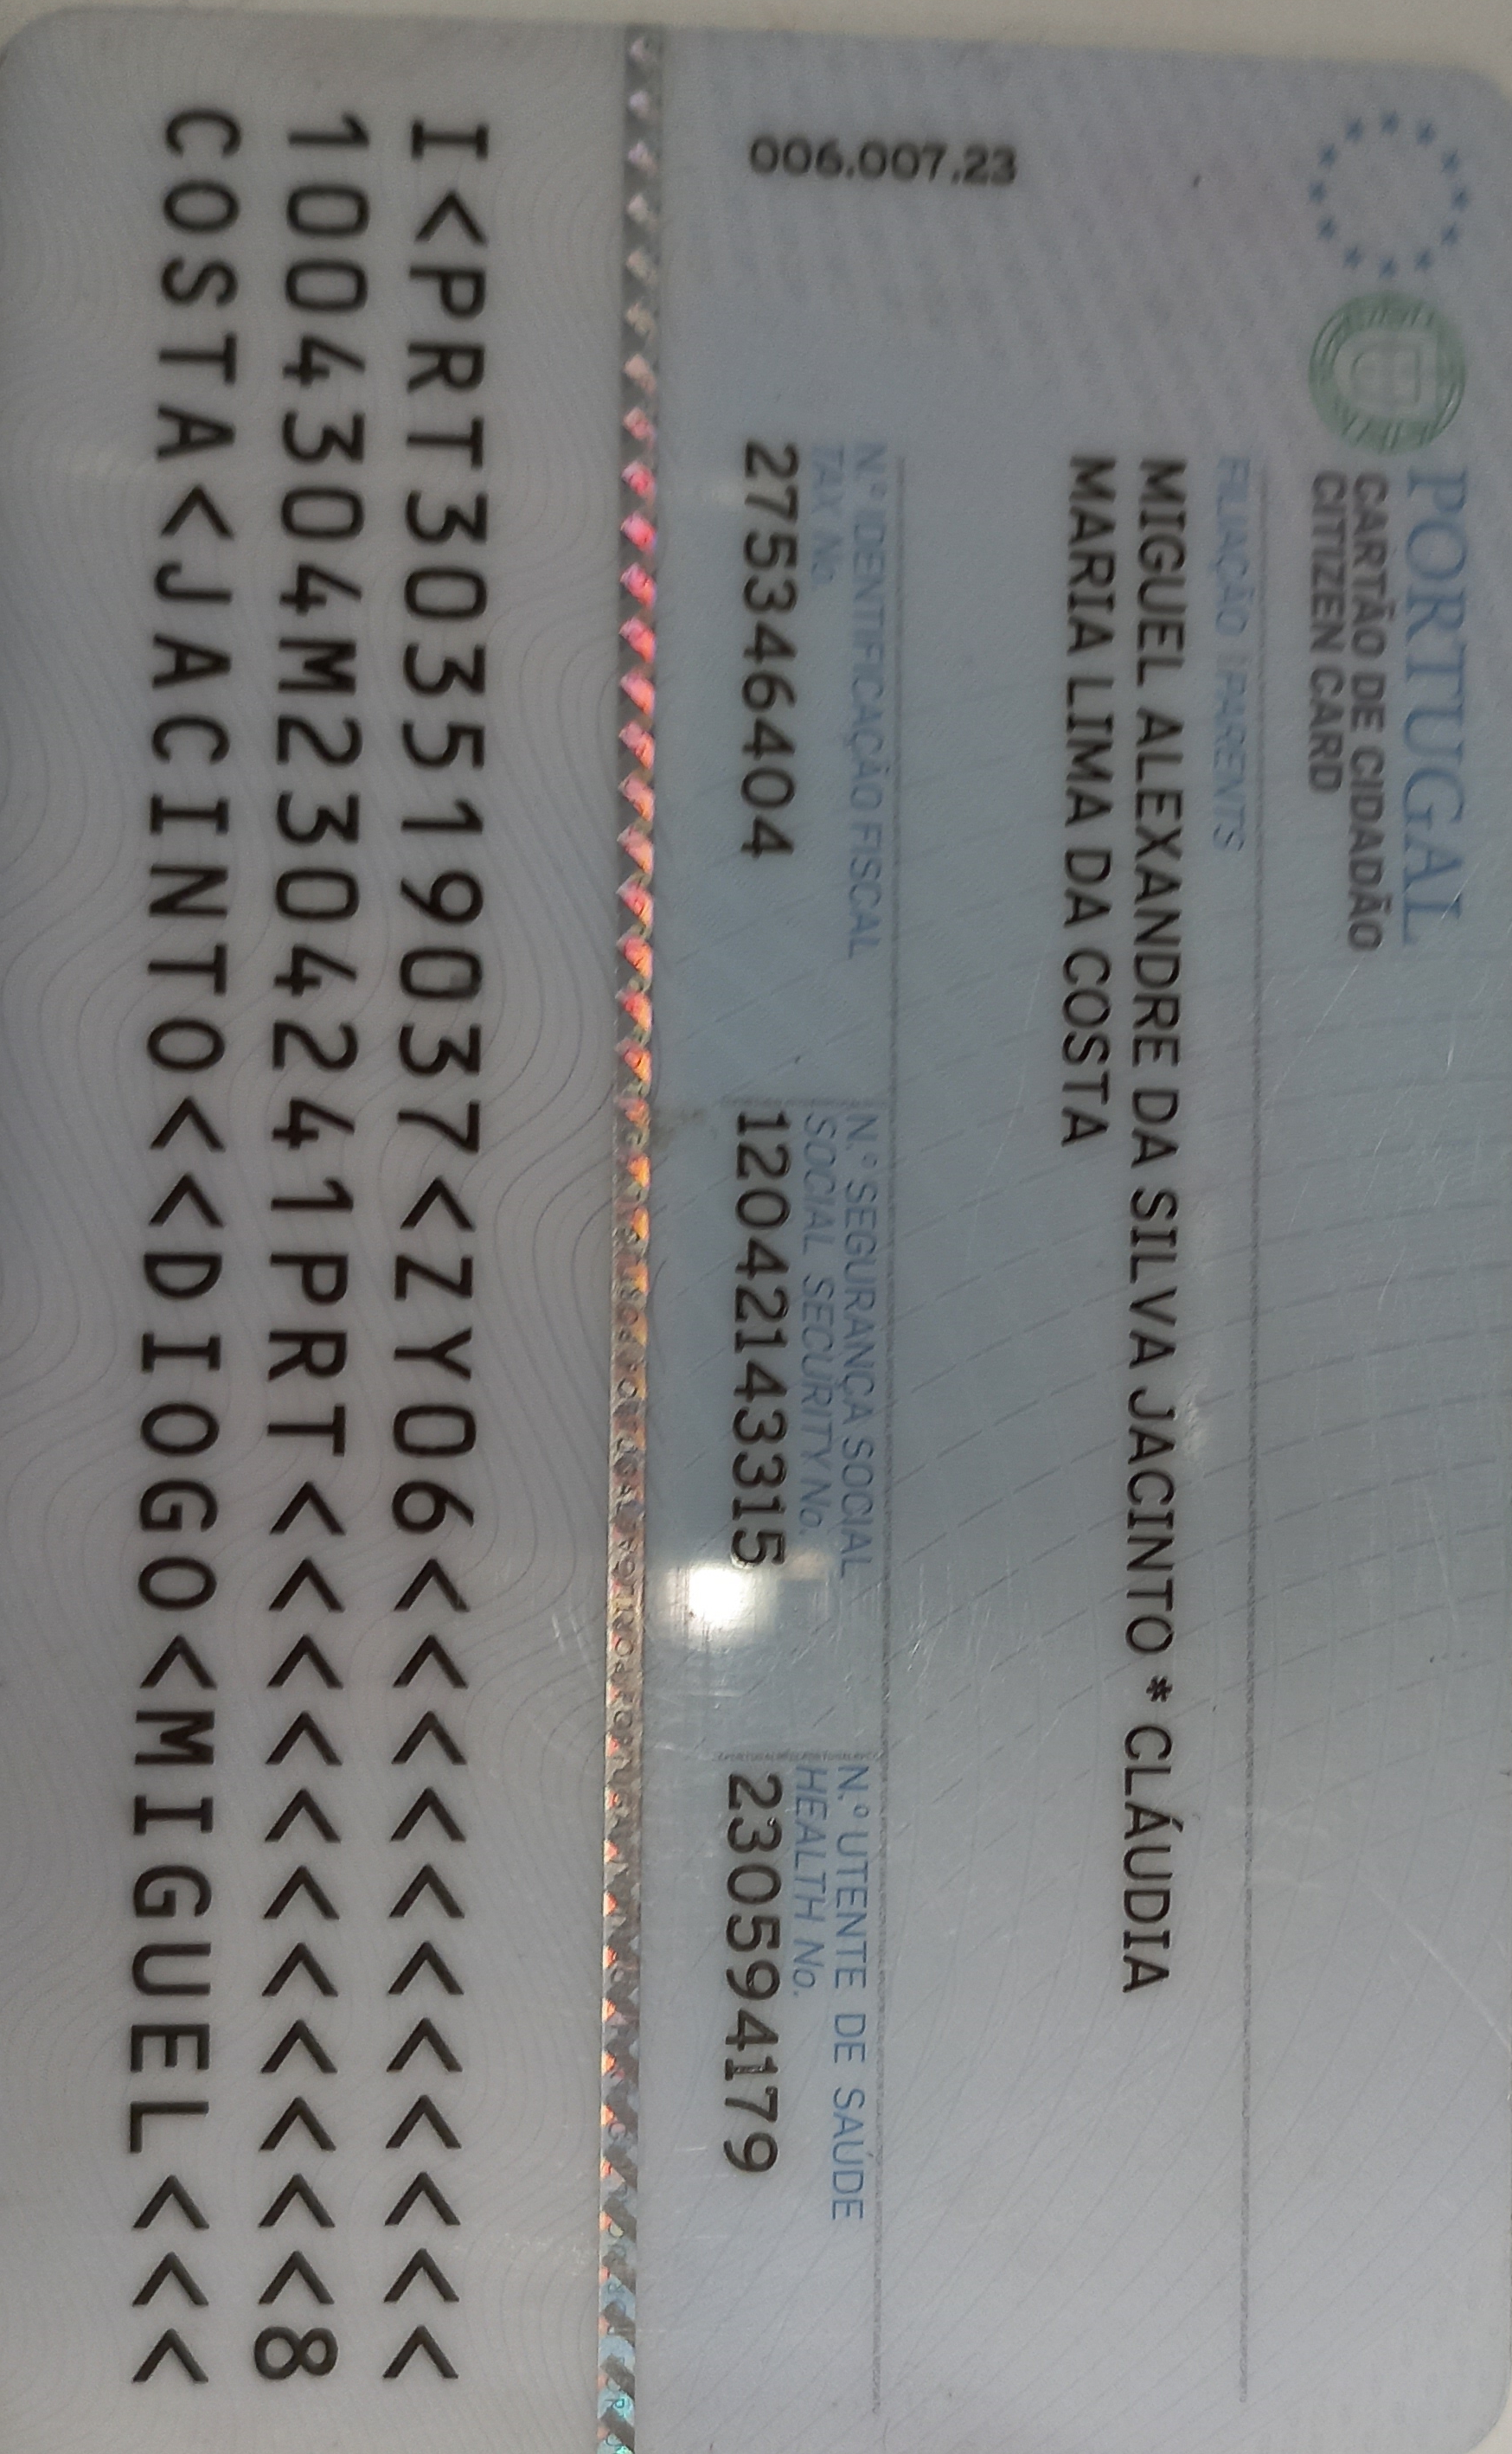 PORTUGAL
CARTÃO DE CIDADÃO
CITIZEN CARD
FILIAÇÃO / PARENTS
MIGUEL ALEXANDRE DA SILVA JACINTO * CLÁUDIA
MARIA LIMA DA COSTA
006.007.23
N.º IDENTIFICAÇÃO FISCAL
TAX No.
275346404
N.º SEGURANÇA SOCIAL
SOCIAL SECURITY No.
12042143315
N.º UTENTE DE SAÚDE
HEALTH No.
230594179
I<PRT303519037<ZY06<<<<<<<<<<<
1004304M2304241PRT<<<<<<<<<<<8
COSTA<JACINTO<<DIOGO<MIGUEL<<<